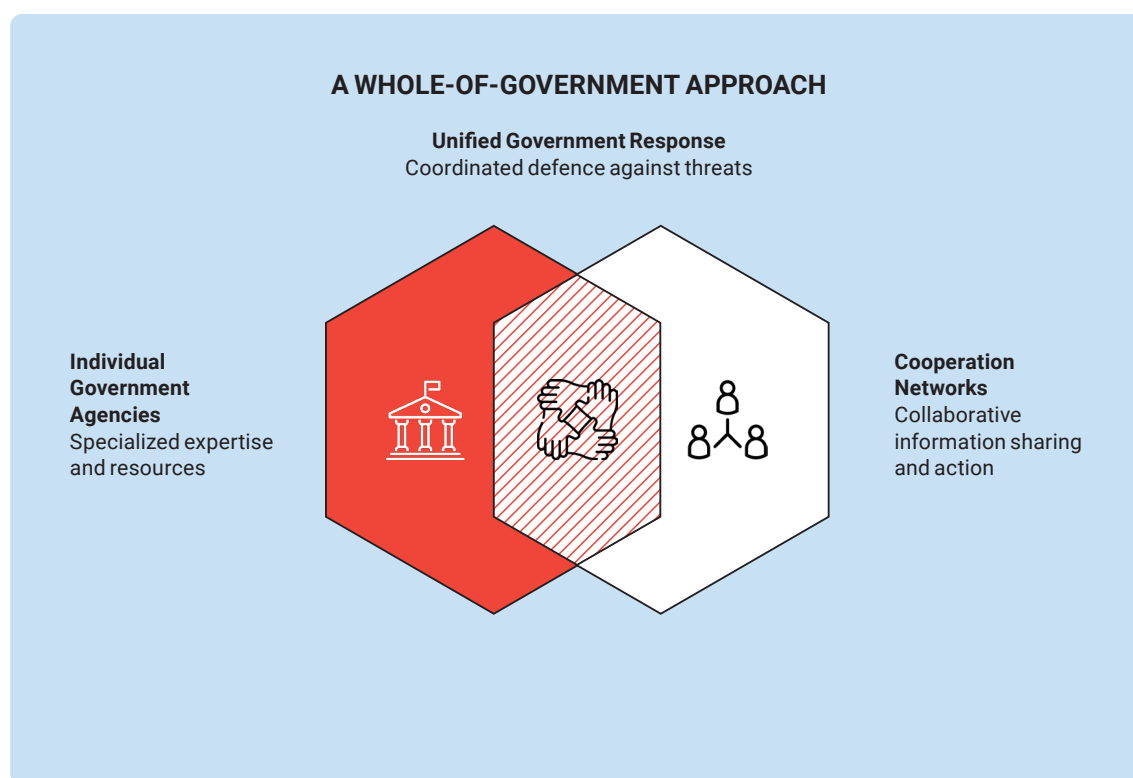 A WHOLE-OF-GOVERNMENT APPROACH
Unified Government Response
Coordinated defence against threats
Individual
Government
Agencies
Specialized expertise
and resources
Cooperation
Networks
Collaborative
information sharing
and action